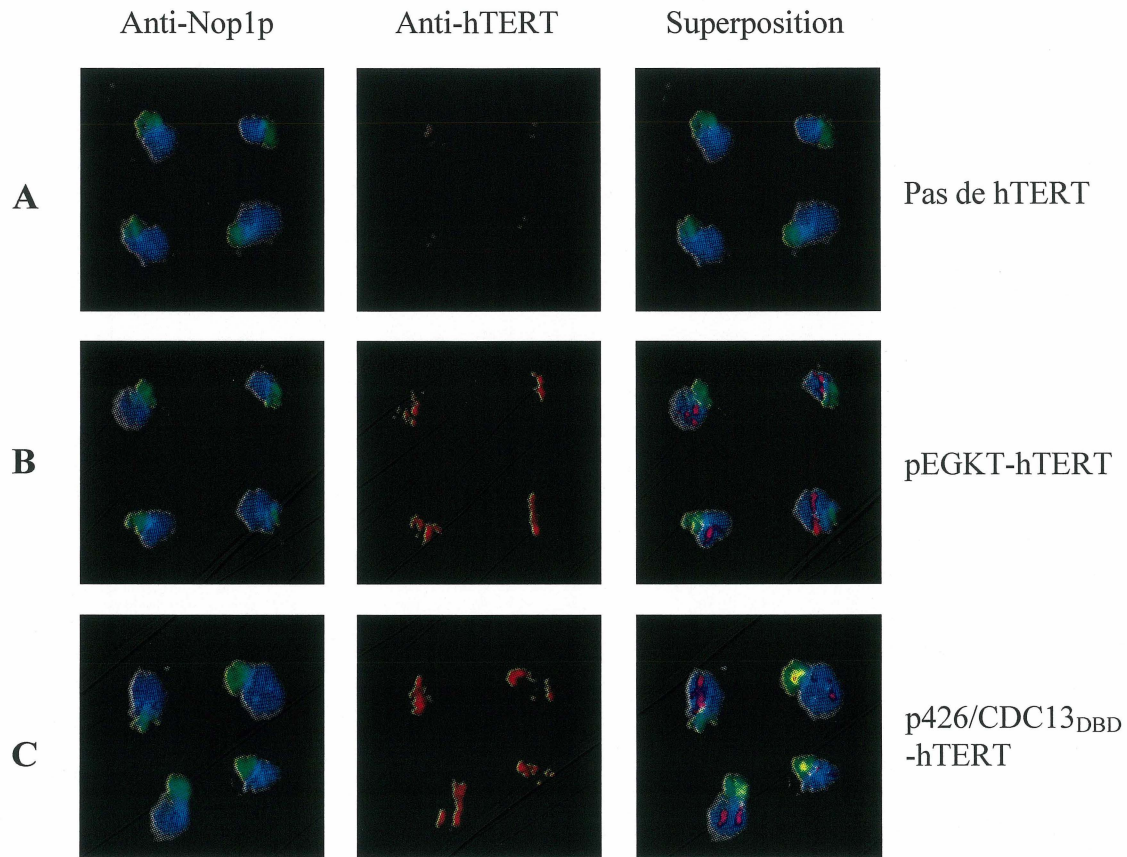 Anti-Nop1p Anti-hTERT Superposition
A Pas de hTERT
B pEGKT-hTERT
C p426/CDC13DBD
-hTERT